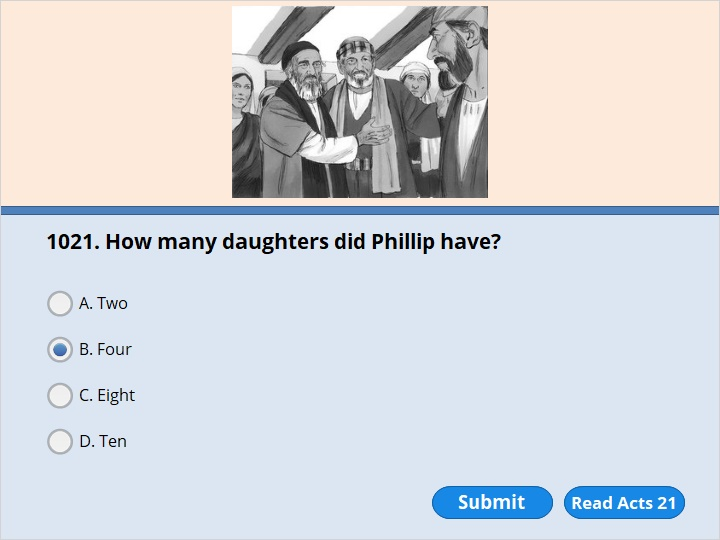 1021. How many daughters did Phillip have?
A. Two
B. Four
C. Eight
D. Ten
Submit
Read Acts 21